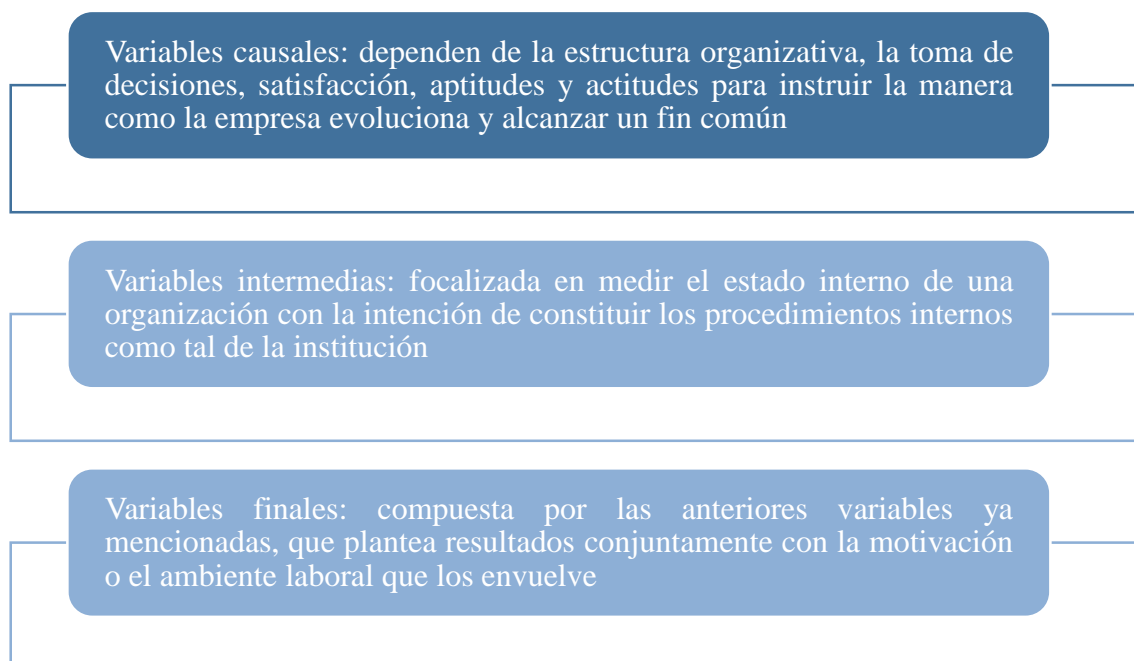 Variables causales: dependen de la estructura organizativa, la toma de
decisiones, satisfacción, aptitudes y actitudes para instruir la manera
como la empresa evoluciona y alcanzar un fin común
Variables intermedias: focalizada en medir el estado interno de una
organización con la intención de constituir los procedimientos internos
como tal de la institución
Variables finales: compuesta por las anteriores variables ya
mencionadas, que plantea resultados conjuntamente con la motivación
o el ambiente laboral que los envuelve